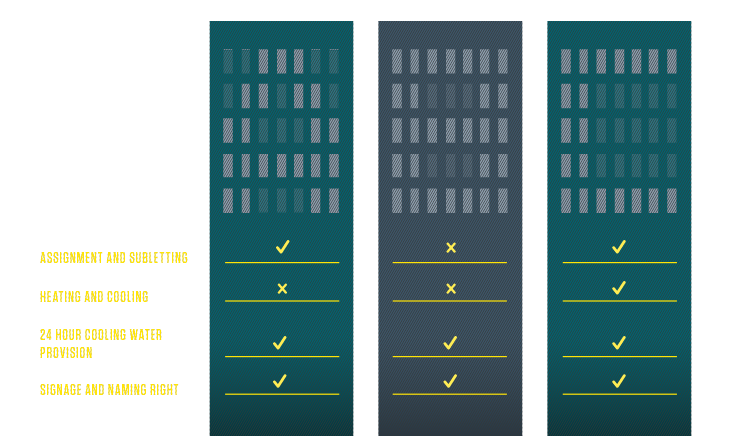 A B C
ASSIGNMENT AND SUBLETTING
HEATING AND COOLING
24 HOUR COOLING WATER
PROVISION
SIGNAGE AND NAMING RIGHT